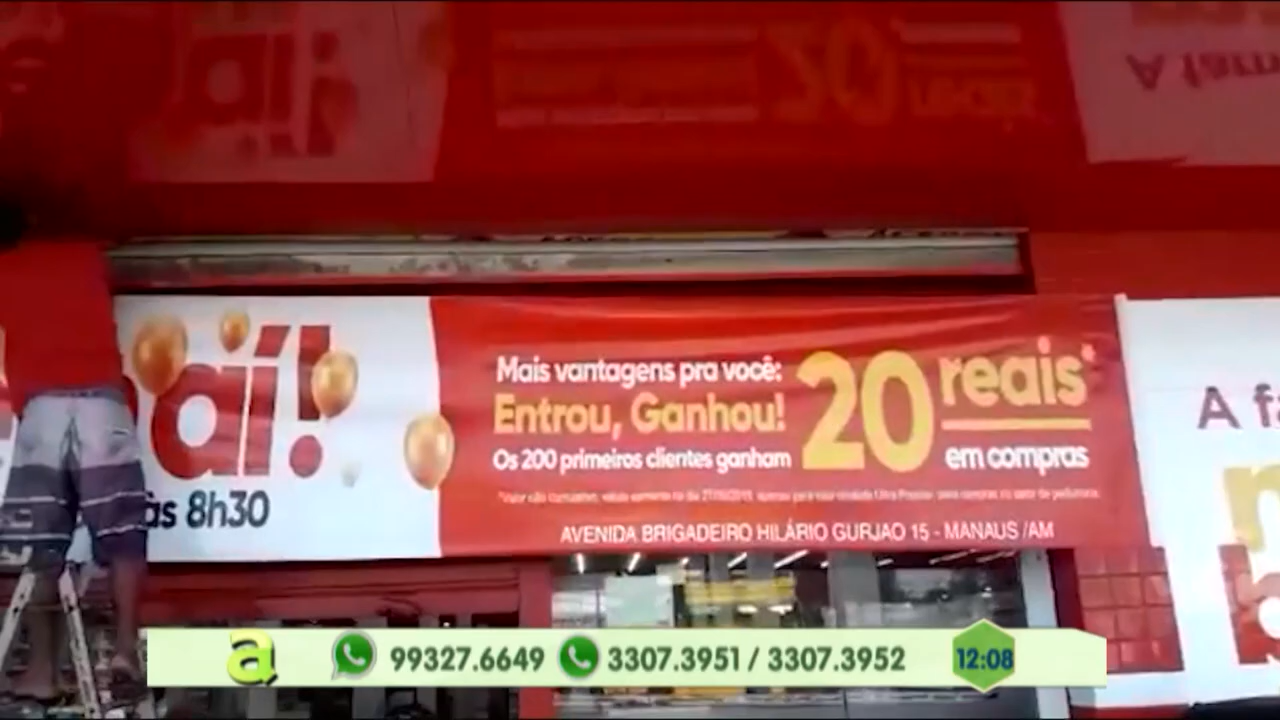 aí!
às 8h30
Mais vantagens pra você:
Entrou, Ganhou!
Os 200 primeiros clientes ganham
20 reais*
em compras
AVENIDA BRIGADEIRO HILÁRIO GURJAO 15 - MANAUS /AM
A fa
a 99327.6649 3307.3951 / 3307.3952 12:08